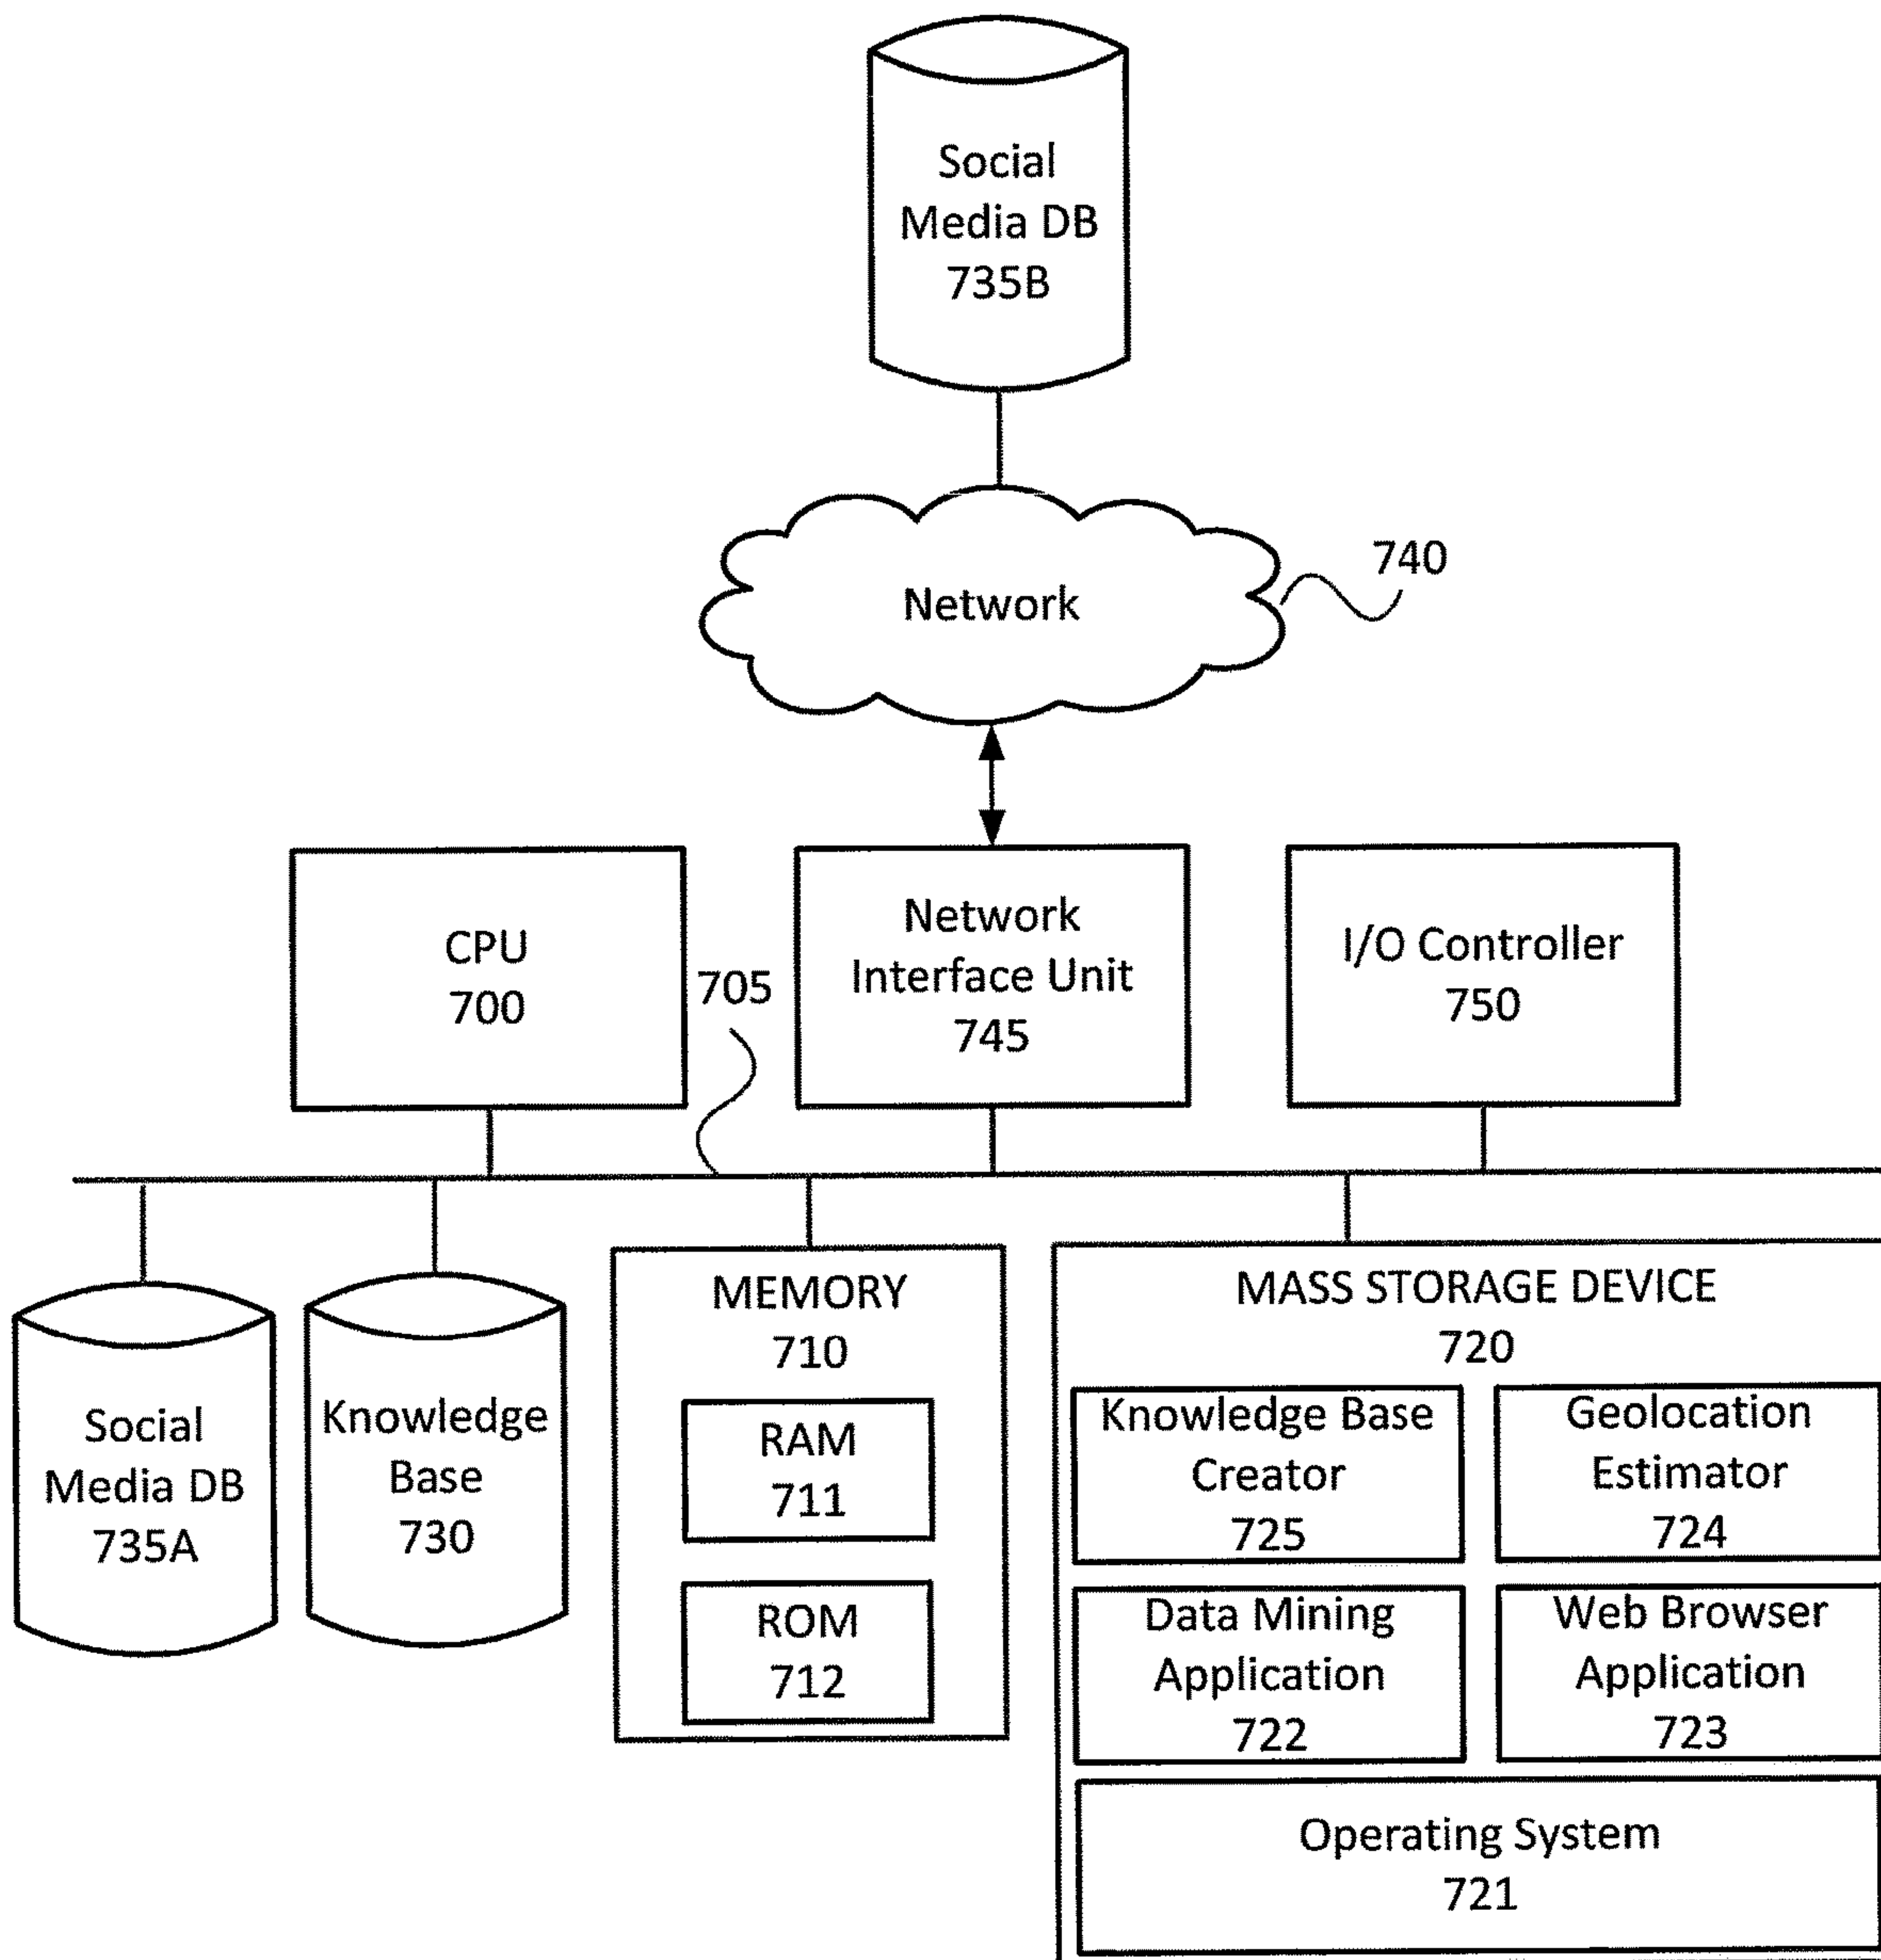 Social
Media DB
735B
Network
740
CPU
700
705
Network
Interface Unit
745
I/O Controller
750
Social
Media DB
735A
Knowledge
Base
730
MEMORY
710
RAM
711
ROM
712
MASS STORAGE DEVICE
720
Knowledge Base
Creator
725
Geolocation
Estimator
724
Data Mining
Application
722
Web Browser
Application
723
Operating System
721